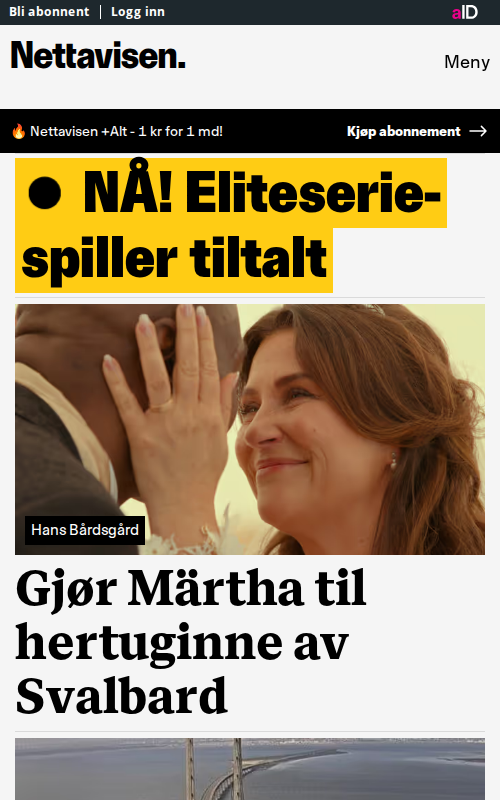 Bli abonnent | Logg inn
aID
Nettavisen.
Meny
🔥 Nettavisen +Alt - 1 kr for 1 md!
Kjøp abonnement →
● NÅ! Eliteserie-
spiller tiltalt
Hans Bårdsgård
Gjør Märtha til
hertuginne av
Svalbard